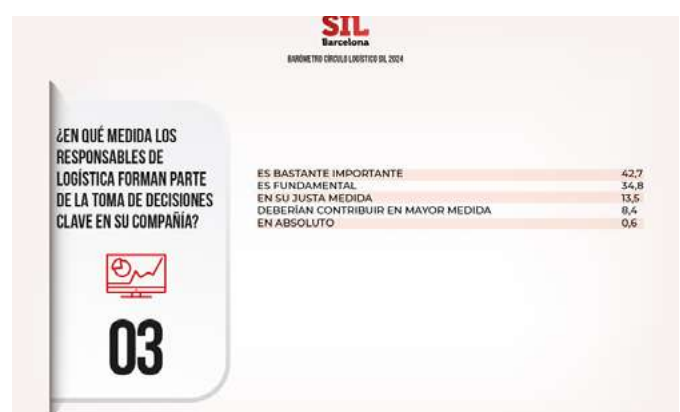 SIL
Barcelona
BARÓMETRO CÍRCULO LOGÍSTICO SIL 2024
¿EN QUÉ MEDIDA LOS
RESPONSABLES DE
LOGÍSTICA FORMAN PARTE
DE LA TOMA DE DECISIONES
CLAVE EN SU COMPAÑÍA?
03
ES BASTANTE IMPORTANTE 42,7
ES FUNDAMENTAL 34,8
EN SU JUSTA MEDIDA 13,5
DEBERÍAN CONTRIBUIR EN MAYOR MEDIDA 8,4
EN ABSOLUTO 0,6